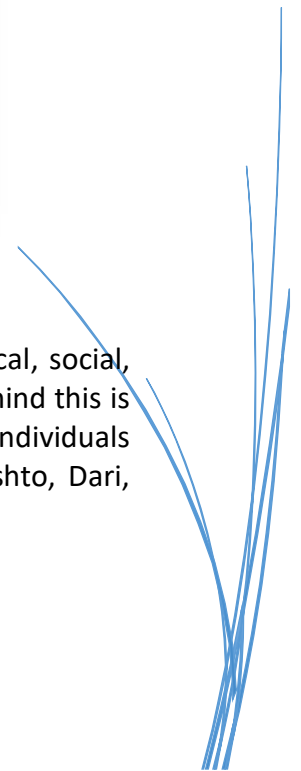 cal, social,
hind this is
ndividuals
shto, Dari,